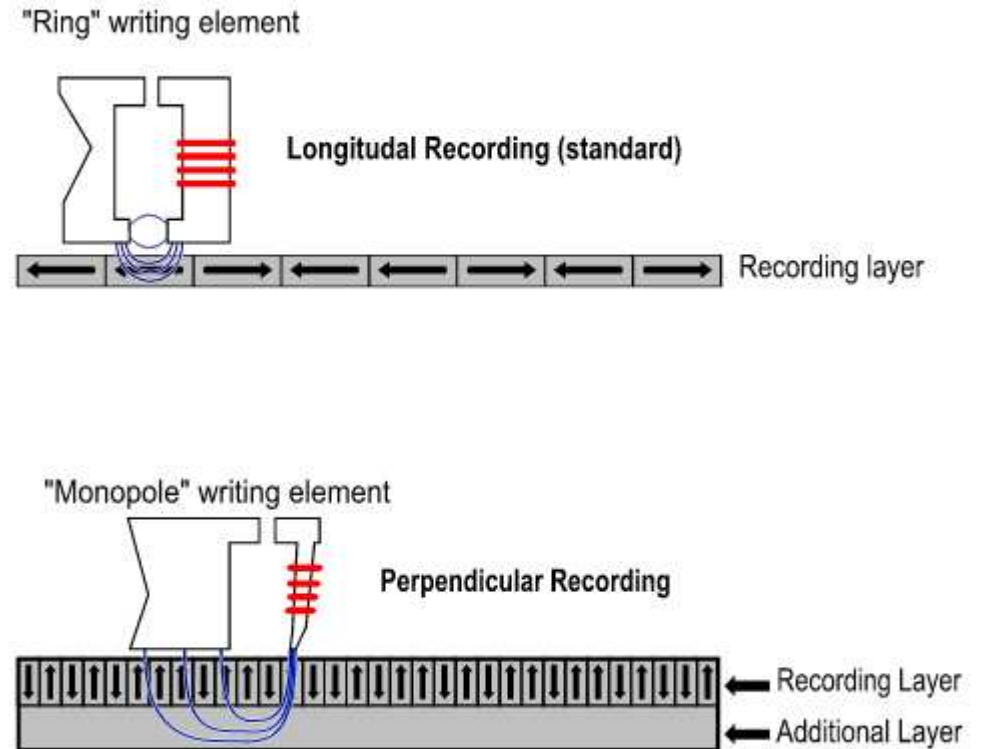 "Ring" writing element
Longitudal Recording (standard)
Recording layer
"Monopole" writing element
Perpendicular Recording
Recording Layer
Additional Layer